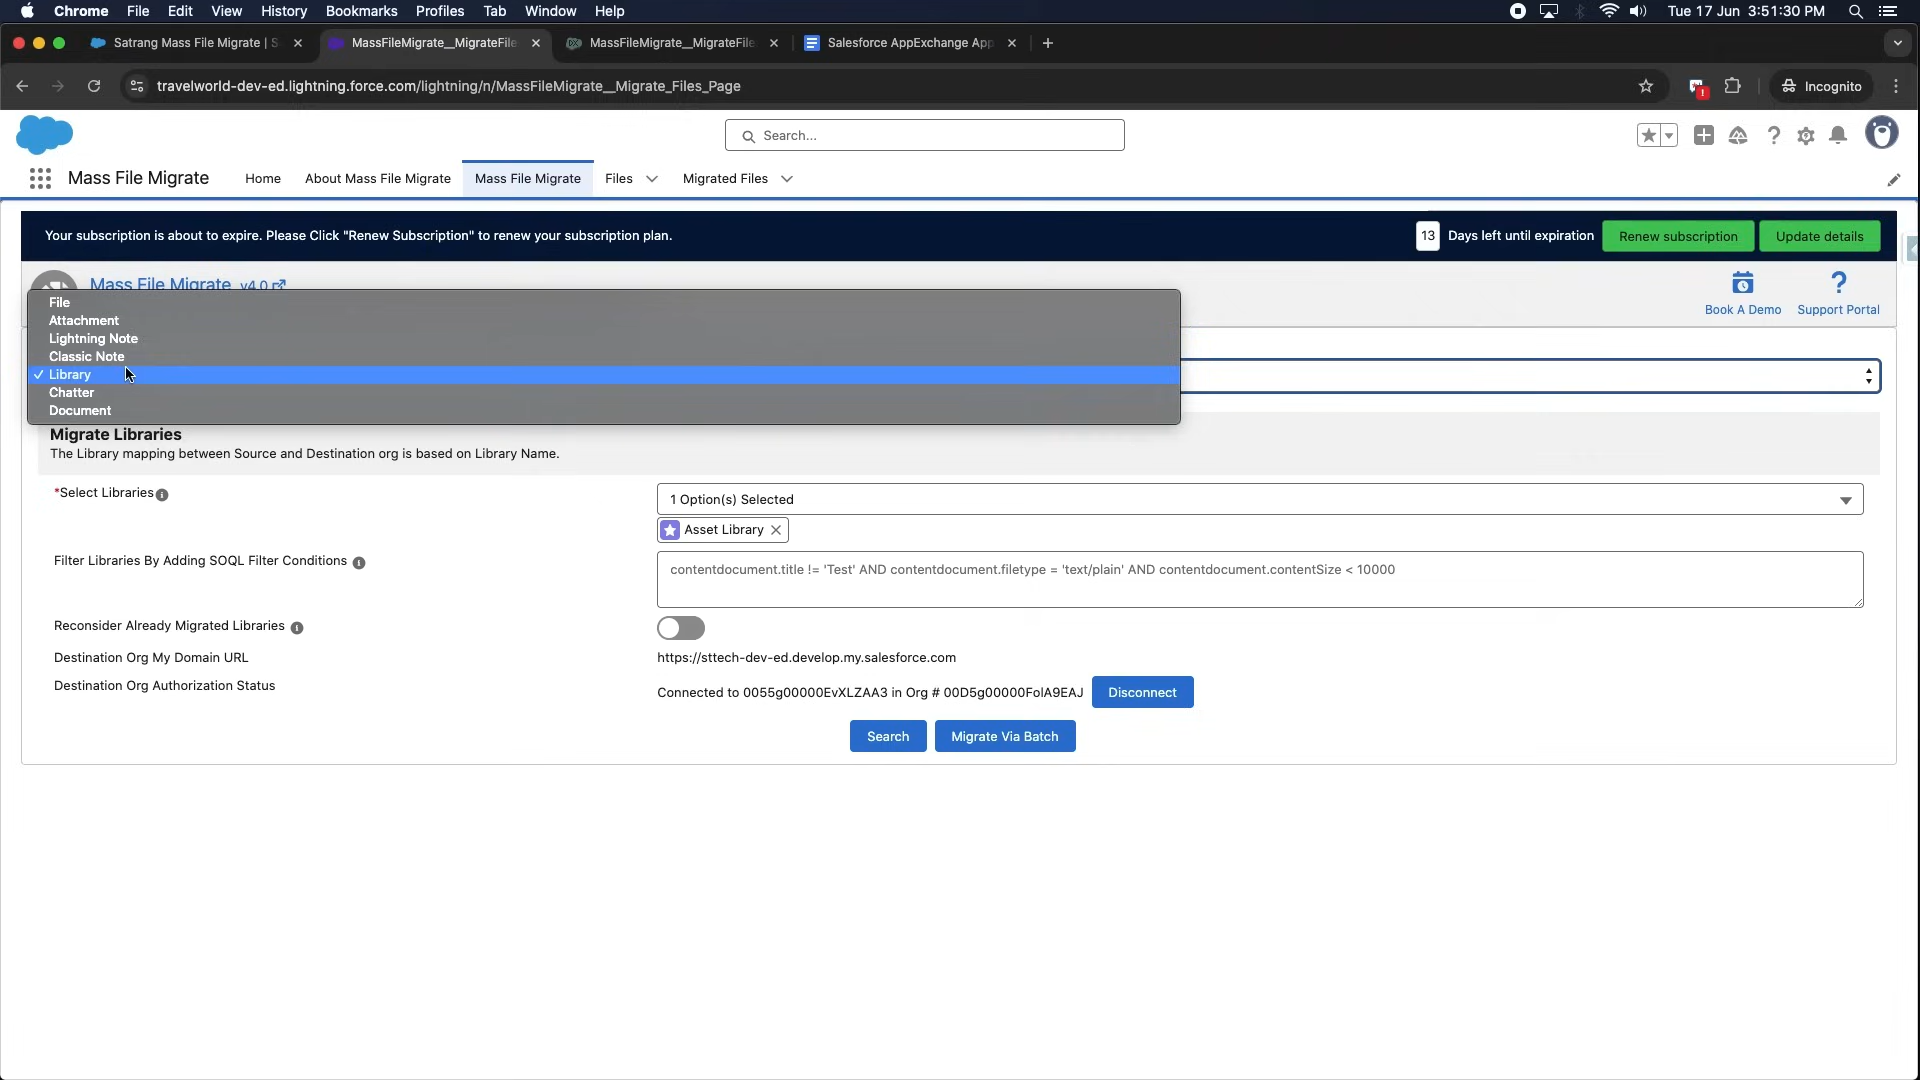 Chrome File Edit View History Bookmarks Profiles Tab Window Help Tue 17 Jun 3:51:30 PM
Satrang Mass File Migrate | S MassFileMigrate__MigrateFile MassFileMigrate__MigrateFile Salesforce AppExchange App
travelworld-dev-ed.lightning.force.com/lightning/n/MassFileMigrate__Migrate_Files_Page Incognito
Search...
Mass File Migrate Home About Mass File Migrate Mass File Migrate Files Migrated Files
Your subscription is about to expire. Please Click "Renew Subscription" to renew your subscription plan. 13 Days left until expiration Renew subscription Update details
Mass File Migrate v4.0
Book A Demo Support Portal
File
Attachment
Lightning Note
Classic Note
✓ Library
Chatter
Document
Migrate Libraries
The Library mapping between Source and Destination org is based on Library Name.
*Select Libraries 1 Option(s) Selected
Asset Library
Filter Libraries By Adding SOQL Filter Conditions contentdocument.title != 'Test' AND contentdocument.filetype = 'text/plain' AND contentdocument.contentSize < 10000
Reconsider Already Migrated Libraries
Destination Org My Domain URL https://sttech-dev-ed.develop.my.salesforce.com
Destination Org Authorization Status Connected to 0055g00000EvXLZAA3 in Org # 00D5g00000FolA9EAJ Disconnect
Search Migrate Via Batch